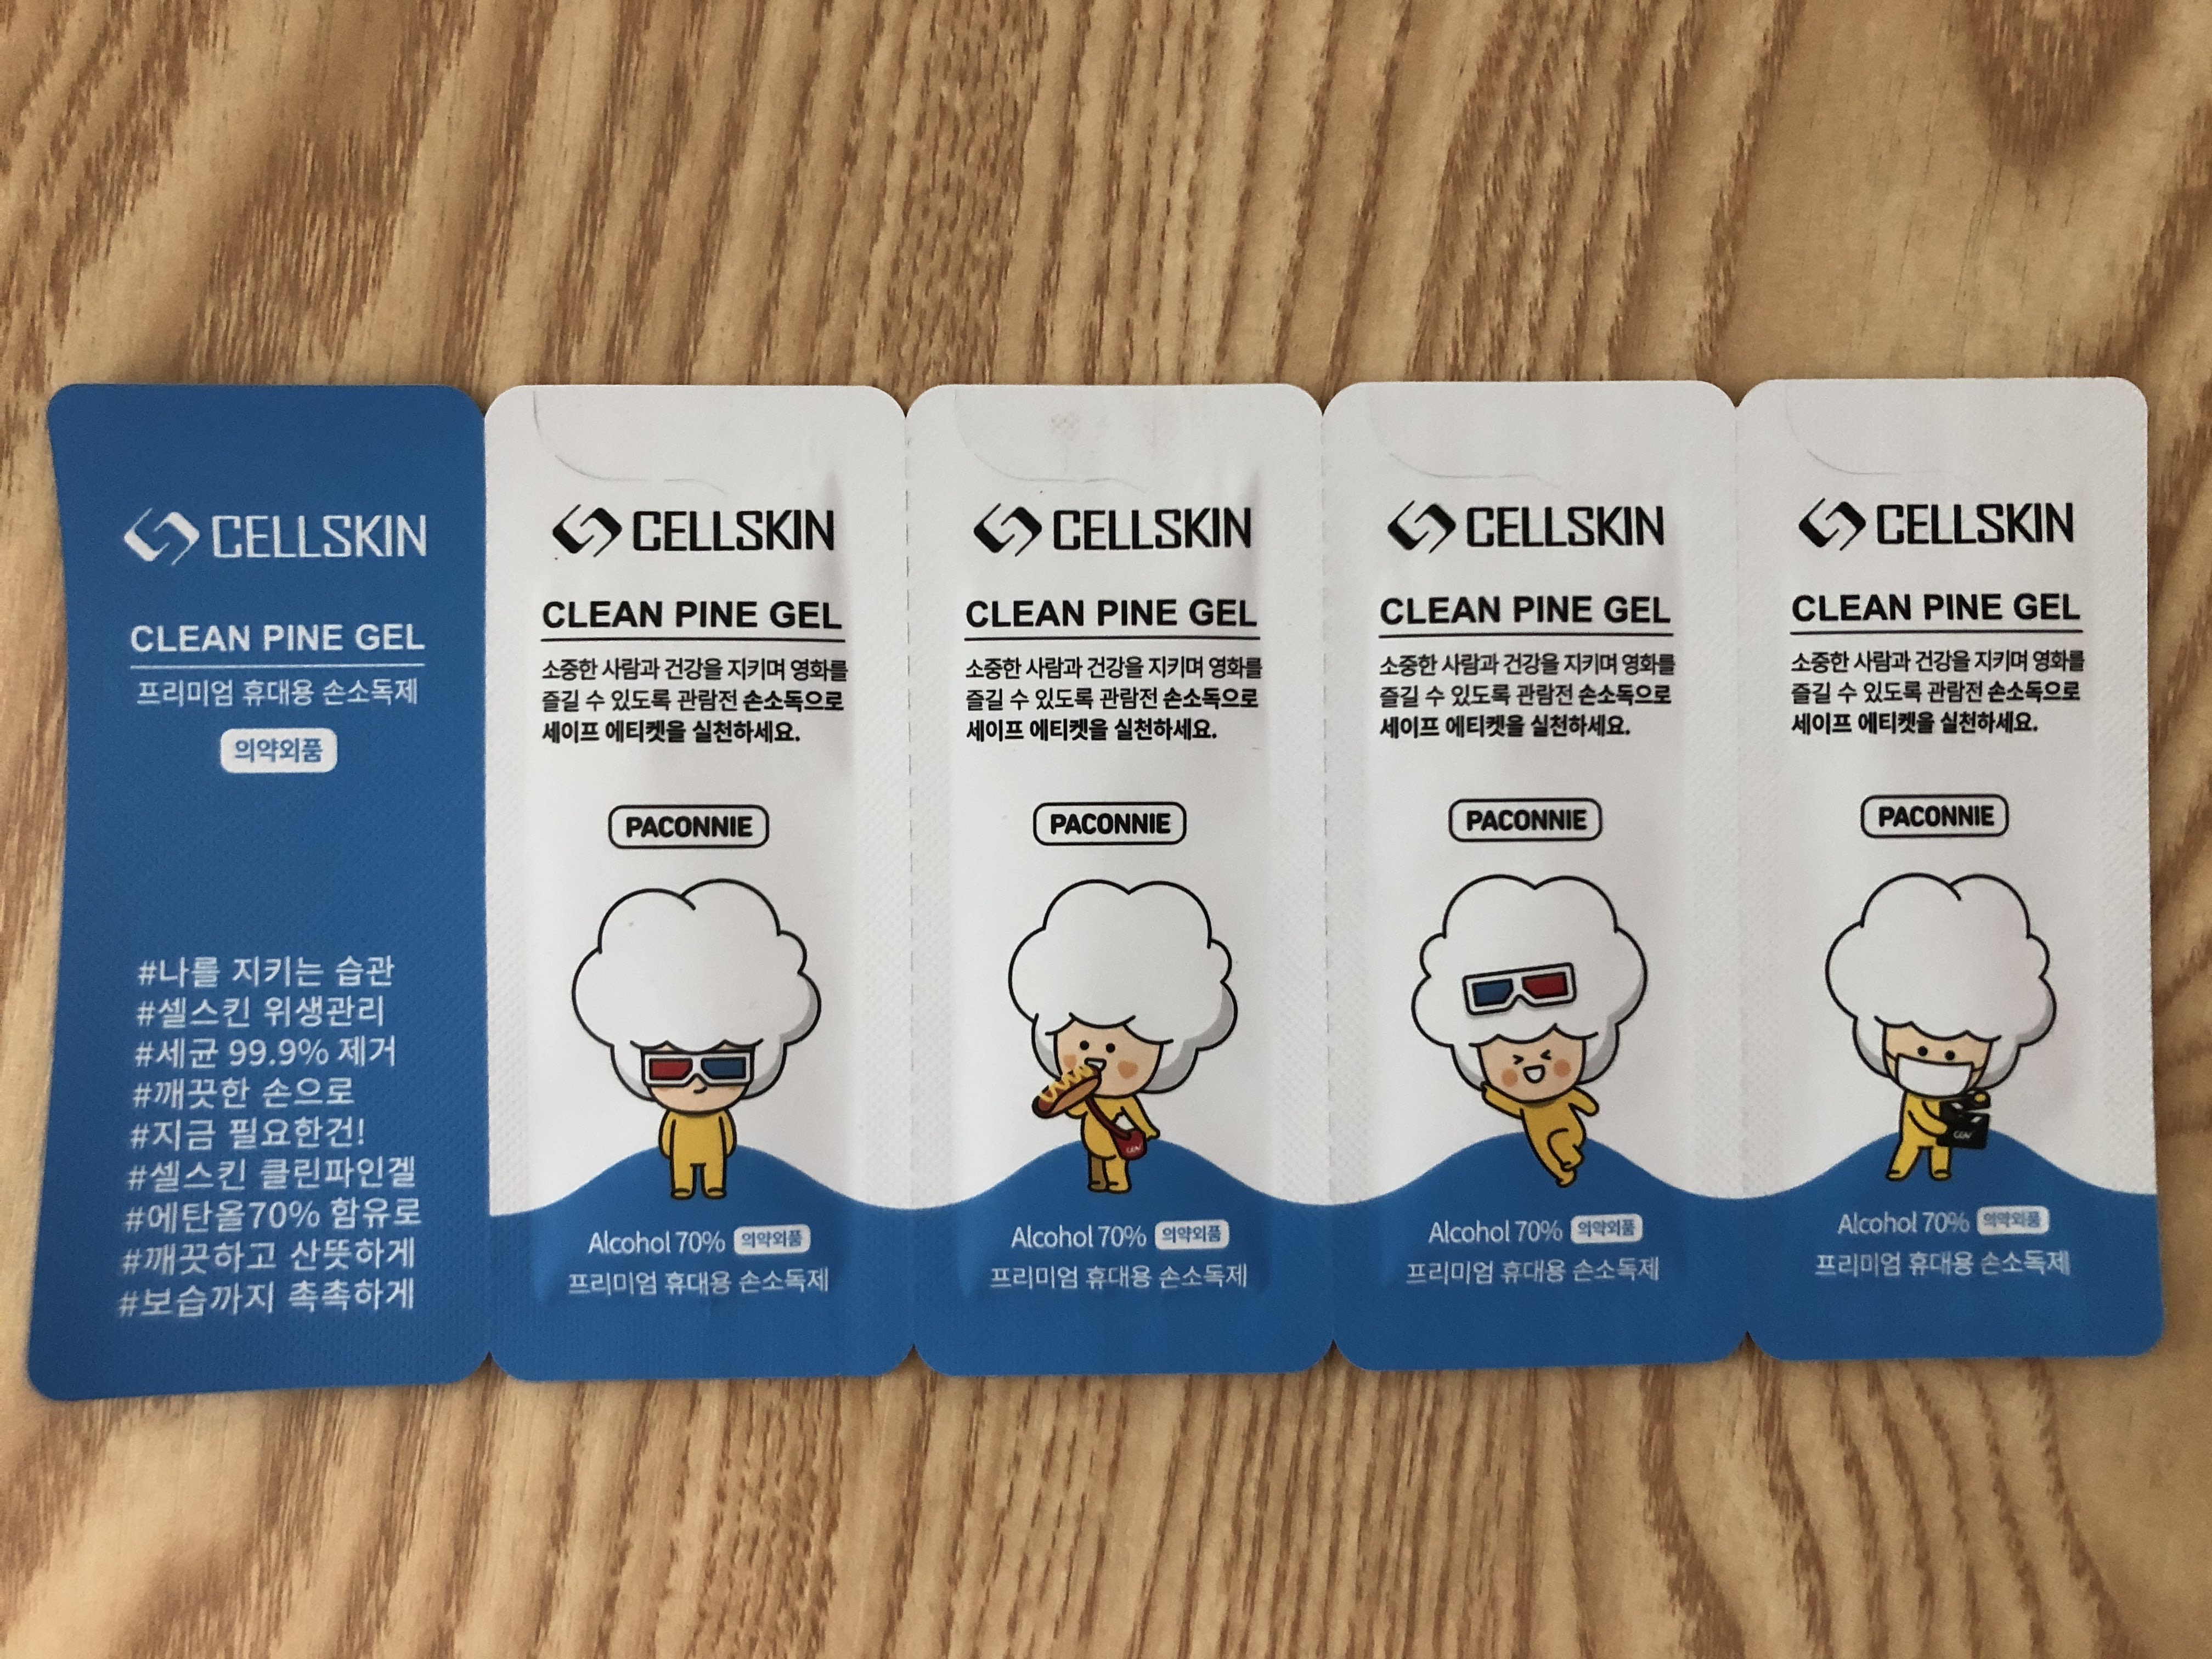 CELLSKIN
CLEAN PINE GEL
프리미엄 휴대용 손소독제
의약외품
#나를 지키는 습관
#셀스킨 위생관리
#세균 99.9% 제거
#깨끗한 손으로
#지금 필요한건!
#셀스킨 클린파인겔
#에탄올70% 함유로
#깨끗하고 산뜻하게
#보습까지 촉촉하게
CELLSKIN
CLEAN PINE GEL
소중한 사람과 건강을 지키며 영화를
즐길 수 있도록 관람전 손소독으로
세이프 에티켓을 실천하세요.
PACONNIE
Alcohol 70% 의약외품
프리미엄 휴대용 손소독제
CELLSKIN
CLEAN PINE GEL
소중한 사람과 건강을 지키며 영화를
즐길 수 있도록 관람전 손소독으로
세이프 에티켓을 실천하세요.
PACONNIE
CGV
Alcohol 70% 의약외품
프리미엄 휴대용 손소독제
CELLSKIN
CLEAN PINE GEL
소중한 사람과 건강을 지키며 영화를
즐길 수 있도록 관람전 손소독으로
세이프 에티켓을 실천하세요.
PACONNIE
Alcohol 70% 의약외품
프리미엄 휴대용 손소독제
CELLSKIN
CLEAN PINE GEL
소중한 사람과 건강을 지키며 영화를
즐길 수 있도록 관람전 손소독으로
세이프 에티켓을 실천하세요.
PACONNIE
CGV
Alcohol 70% 의약외품
프리미엄 휴대용 손소독제